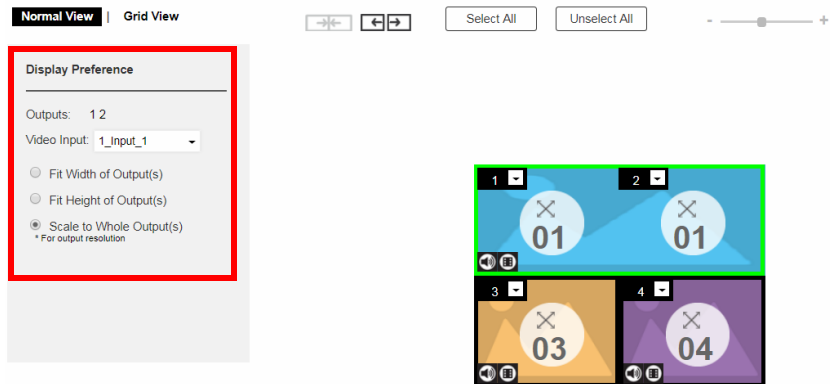 Normal View | Grid View
Select All
Unselect All
- +
Display Preference
Outputs: 1 2
Video Input: 1_Input_1
Fit Width of Output(s)
Fit Height of Output(s)
Scale to Whole Output(s)
* For output resolution
1 2
01 01
3 4
03 04